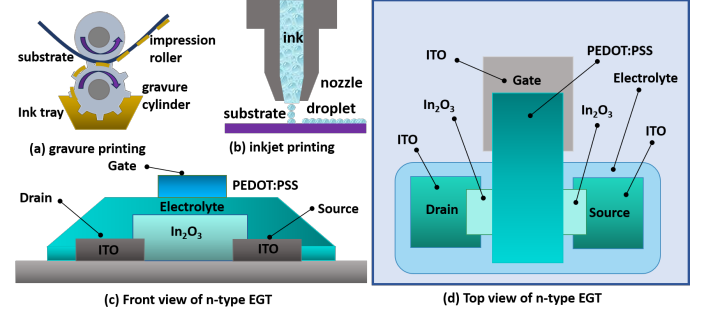 substrate
impression
roller
gravure
cylinder
Ink tray
(a) gravure printing
ink
nozzle
substrate
droplet
(b) inkjet printing
Gate
PEDOT:PSS
Drain
Electrolyte
Source
In₂O₃
ITO
ITO
(c) Front view of n-type EGT
ITO
Gate
PEDOT:PSS
Electrolyte
In₂O₃
In₂O₃
ITO
ITO
Drain
Source
(d) Top view of n-type EGT